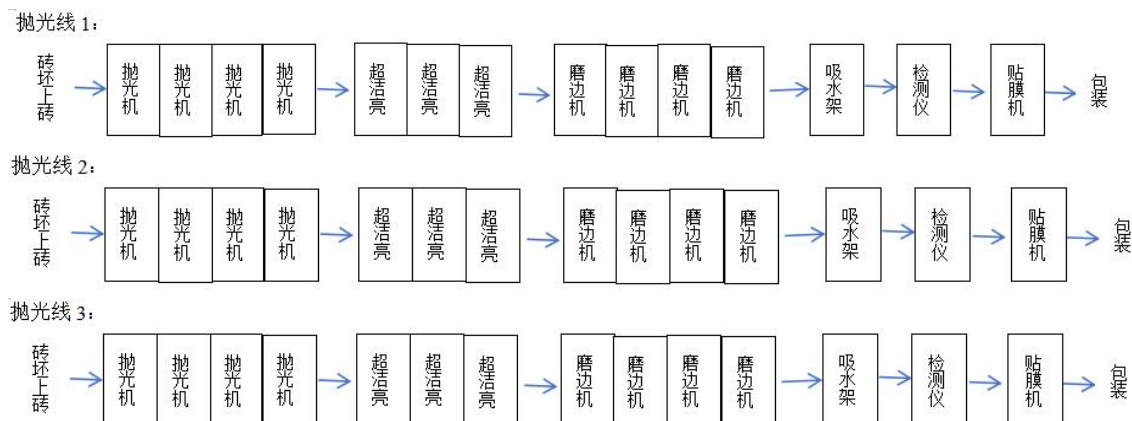 抛光线 1：
砖坯上砖 抛光机 抛光机 抛光机 抛光机 超洁亮 超洁亮 超洁亮 磨边机 磨边机 磨边机 磨边机 吸水架 检测仪 贴膜机 包装
抛光线 2：
砖坯上砖 抛光机 抛光机 抛光机 抛光机 超洁亮 超洁亮 超洁亮 磨边机 磨边机 磨边机 磨边机 吸水架 检测仪 贴膜机 包装
抛光线 3：
砖坯上砖 抛光机 抛光机 抛光机 抛光机 超洁亮 超洁亮 超洁亮 磨边机 磨边机 磨边机 磨边机 吸水架 检测仪 贴膜机 包装